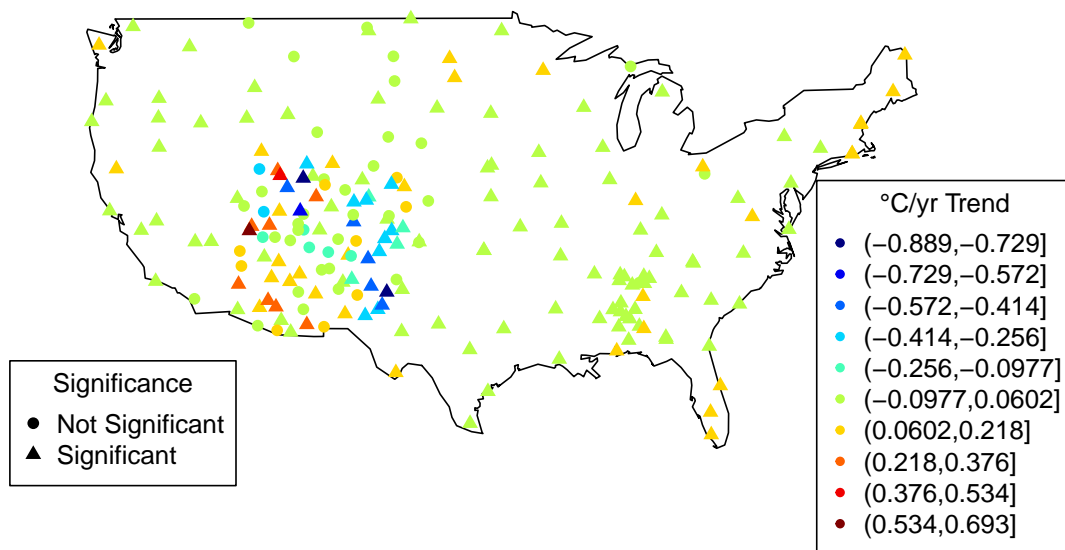 °C/yr Trend
(−0.889,−0.729]
(−0.729,−0.572]
(−0.572,−0.414]
(−0.414,−0.256]
(−0.256,−0.0977]
(−0.0977,0.0602]
(0.0602,0.218]
(0.218,0.376]
(0.376,0.534]
(0.534,0.693]
Significance
Not Significant
Significant